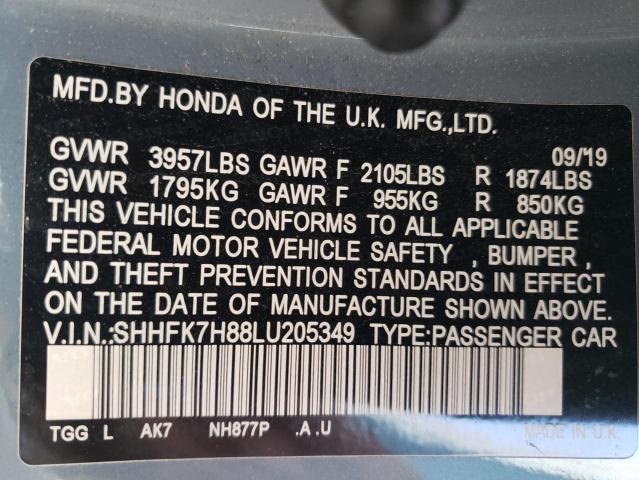 MFD.BY HONDA OF THE U.K. MFG.,LTD.
09/19
GVWR 3957LBS GAWR F 2105LBS R 1874LBS
GVWR 1795KG GAWR F 955KG R 850KG
THIS VEHICLE CONFORMS TO ALL APPLICABLE
FEDERAL MOTOR VEHICLE SAFETY , BUMPER ,
AND THEFT PREVENTION STANDARDS IN EFFECT
ON THE DATE OF MANUFACTURE SHOWN ABOVE.
V.I.N.:SHHFK7H88LU205349 TYPE:PASSENGER CAR
TGG L AK7 NH877P .A .U MADE IN U.K.